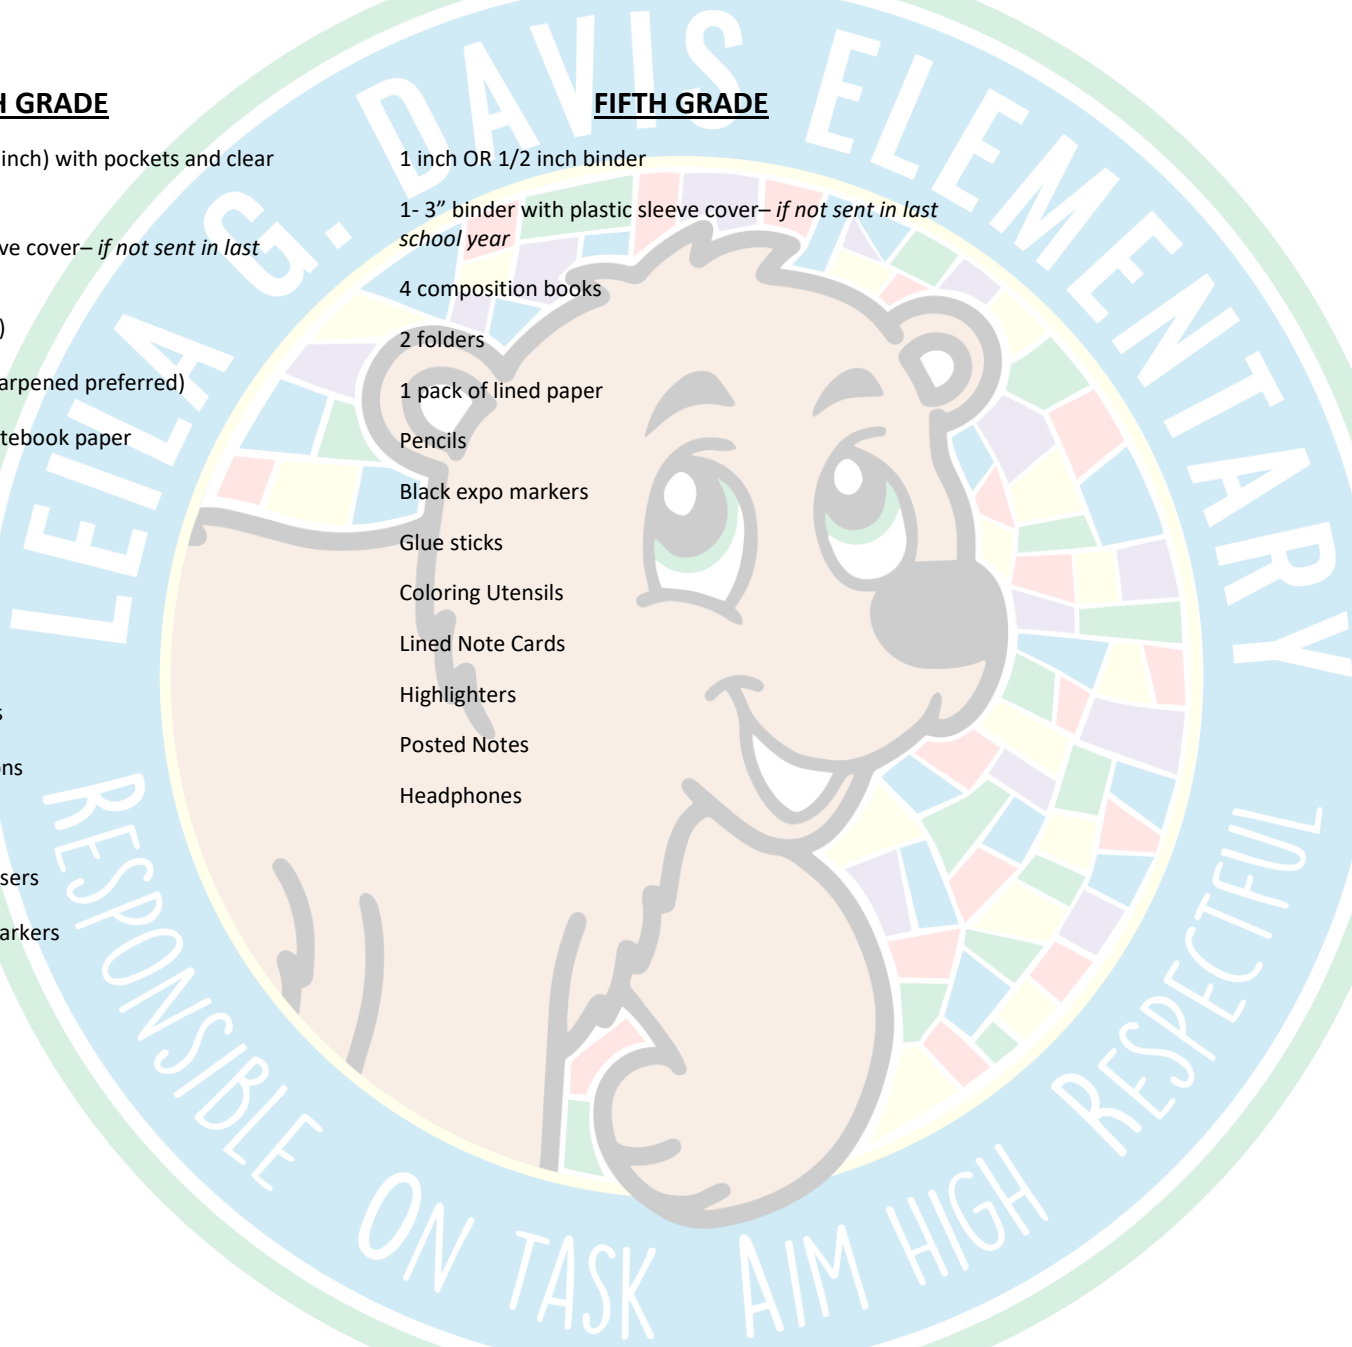 H GRADE
inch) with pockets and clear
ve cover– if not sent in last
)
arpened preferred)
tebook paper
s
ons
sers
arkers
FIFTH GRADE
1 inch OR 1/2 inch binder
1- 3” binder with plastic sleeve cover– if not sent in last
school year
4 composition books
2 folders
1 pack of lined paper
Pencils
Black expo markers
Glue sticks
Coloring Utensils
Lined Note Cards
Highlighters
Posted Notes
Headphones
LEILA G. DAVIS ELEMENTARY
RESPONSIBLE ON TASK AIM HIGH RESPECTFUL